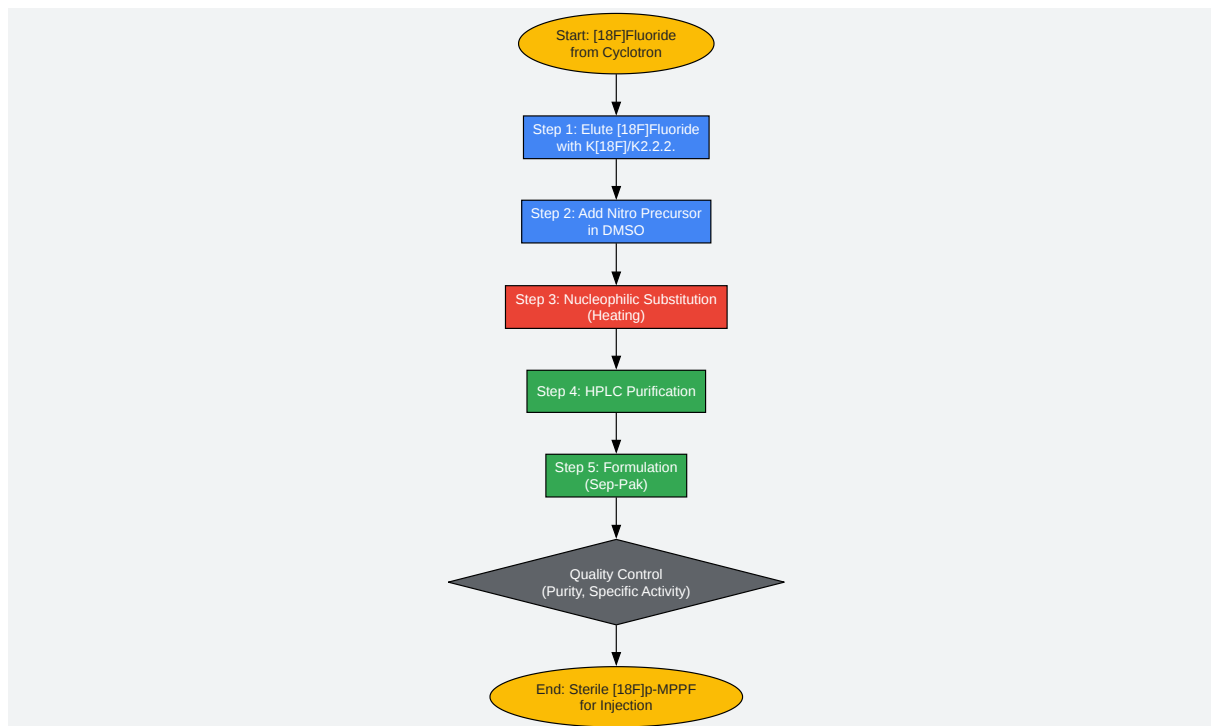 Start: [18F]Fluoride
from Cyclotron
Step 1: Elute [18F]Fluoride
with K[18F]/K2.2.2.
Step 2: Add Nitro Precursor
in DMSO
Step 3: Nucleophilic Substitution
(Heating)
Step 4: HPLC Purification
Step 5: Formulation
(Sep-Pak)
Quality Control
(Purity, Specific Activity)
End: Sterile [18F]p-MPPF
for Injection